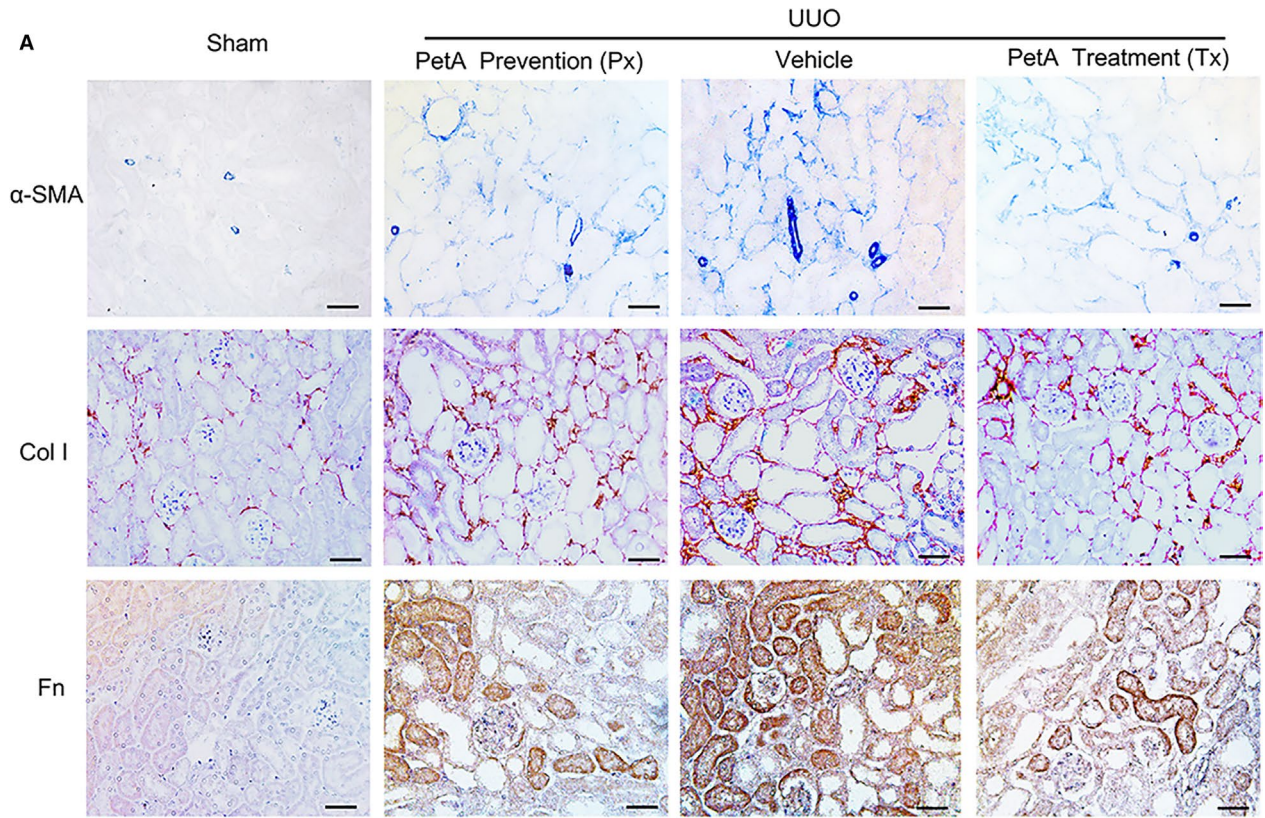 A
Sham
UUO
PetA Prevention (Px)
Vehicle
PetA Treatment (Tx)
α-SMA
Col I
Fn